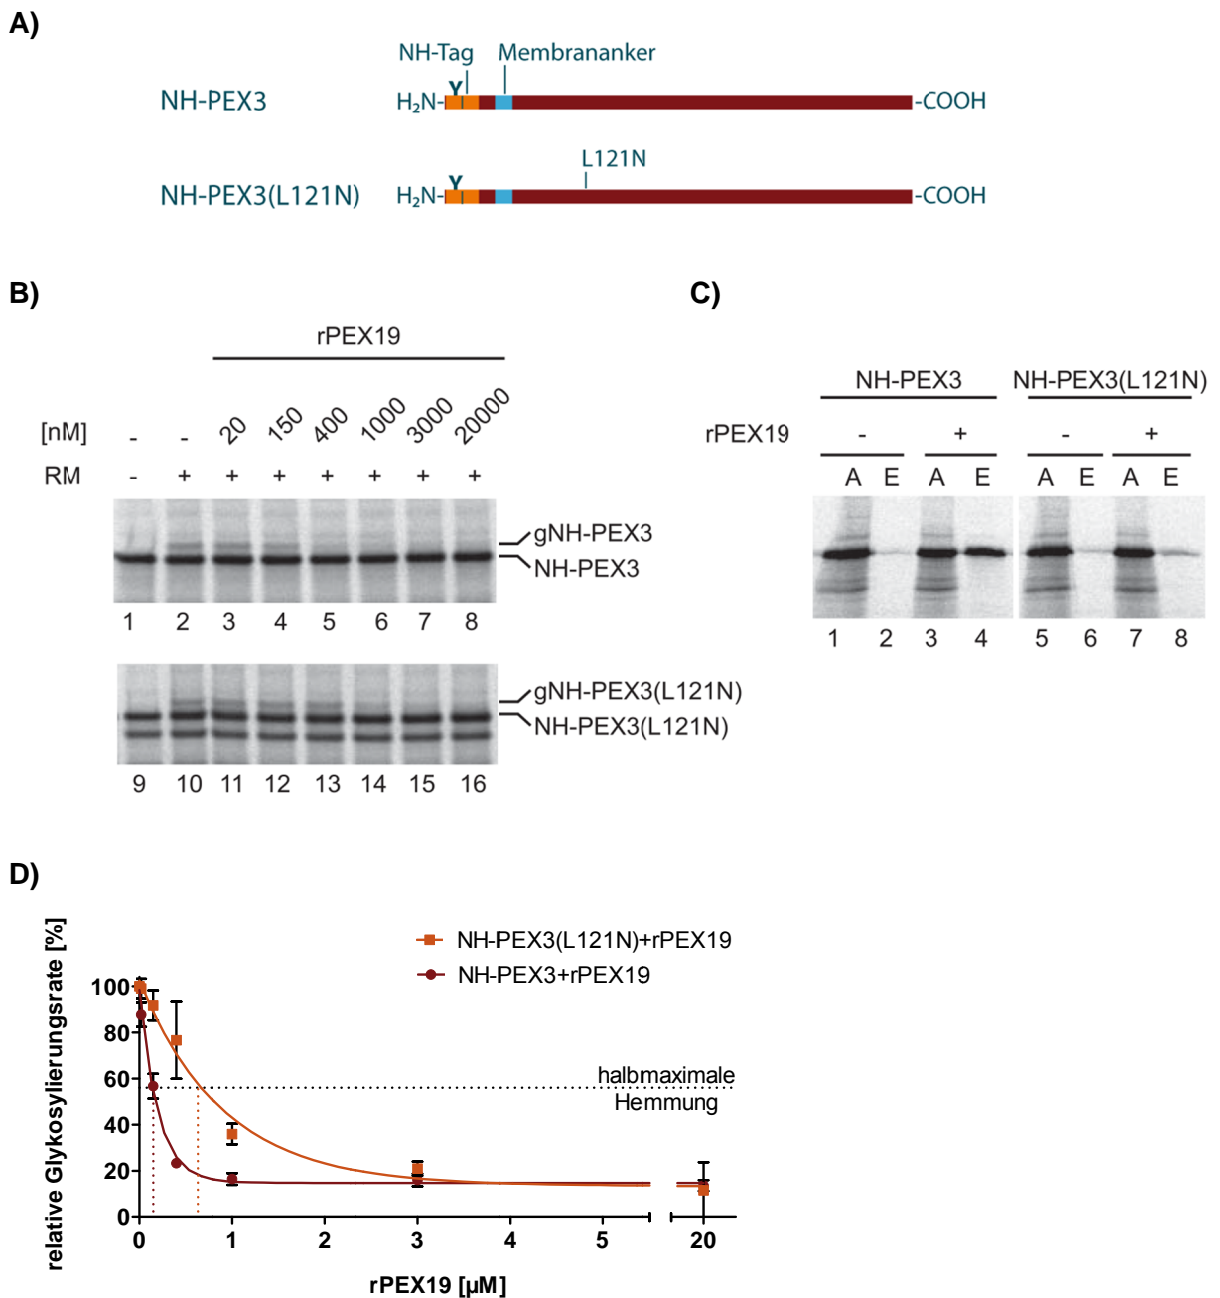 A)
NH-Tag Membrananker
Y
NH-PEX3 H₂N- -COOH
L121N
Y
NH-PEX3(L121N) H₂N- -COOH
B)
rPEX19
[nM] - - 20 150 400 1000 3000 20000
RM - + + + + + + +
gNH-PEX3
NH-PEX3
1 2 3 4 5 6 7 8
gNH-PEX3(L121N)
NH-PEX3(L121N)
9 10 11 12 13 14 15 16
C)
NH-PEX3 NH-PEX3(L121N)
rPEX19 - + - +
A E A E A E A E
1 2 3 4 5 6 7 8
D)
relative Glykosylierungsrate [%]
NH-PEX3(L121N)+rPEX19
NH-PEX3+rPEX19
100
80
60
40
20
0
halbmaximale
Hemmung
0 1 2 3 4 5 20
rPEX19 [µM]